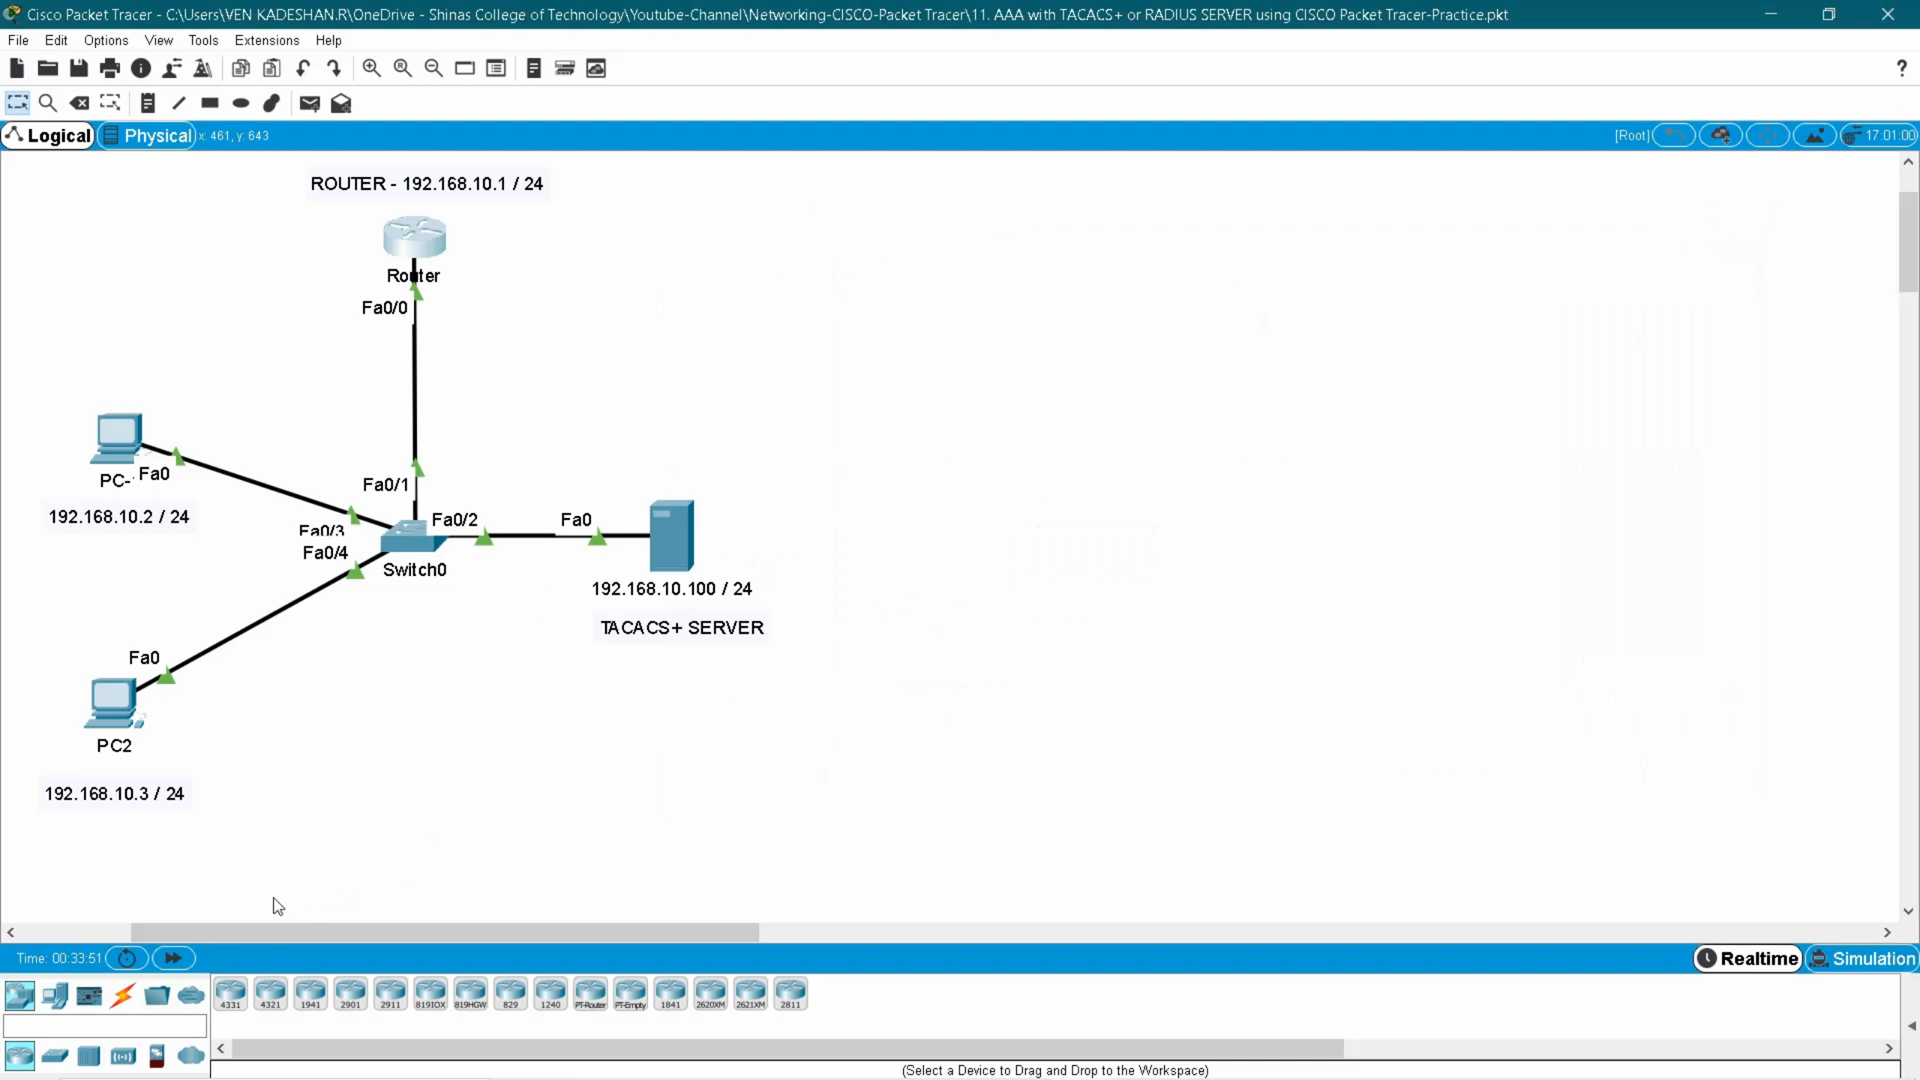 Cisco Packet Tracer - C:\Users\VEN KADESHAN.R\OneDrive - Shinas College of Technology\Youtube-Channel\Networking-CISCO-Packet Tracer\11. AAA with TACACS+ or RADIUS SERVER using CISCO Packet Tracer-Practice.pkt
File Edit Options View Tools Extensions Help
?
Logical Physical x: 461, y: 643 [Root] 17:01:00
ROUTER - 192.168.10.1 / 24
Router
Fa0/0
PC- Fa0
Fa0/1
192.168.10.2 / 24
Fa0/2 Fa0
Fa0/3
Fa0/4
Switch0
192.168.10.100 / 24
TACACS+ SERVER
Fa0
PC2
192.168.10.3 / 24
Time: 00:33:51 Realtime Simulation
4331 4321 1941 2901 2911 819IOX 819HGW 829 1240 PT-Router PT-Empty 1841 2620XM 2621XM 2811
(Select a Device to Drag and Drop to the Workspace)